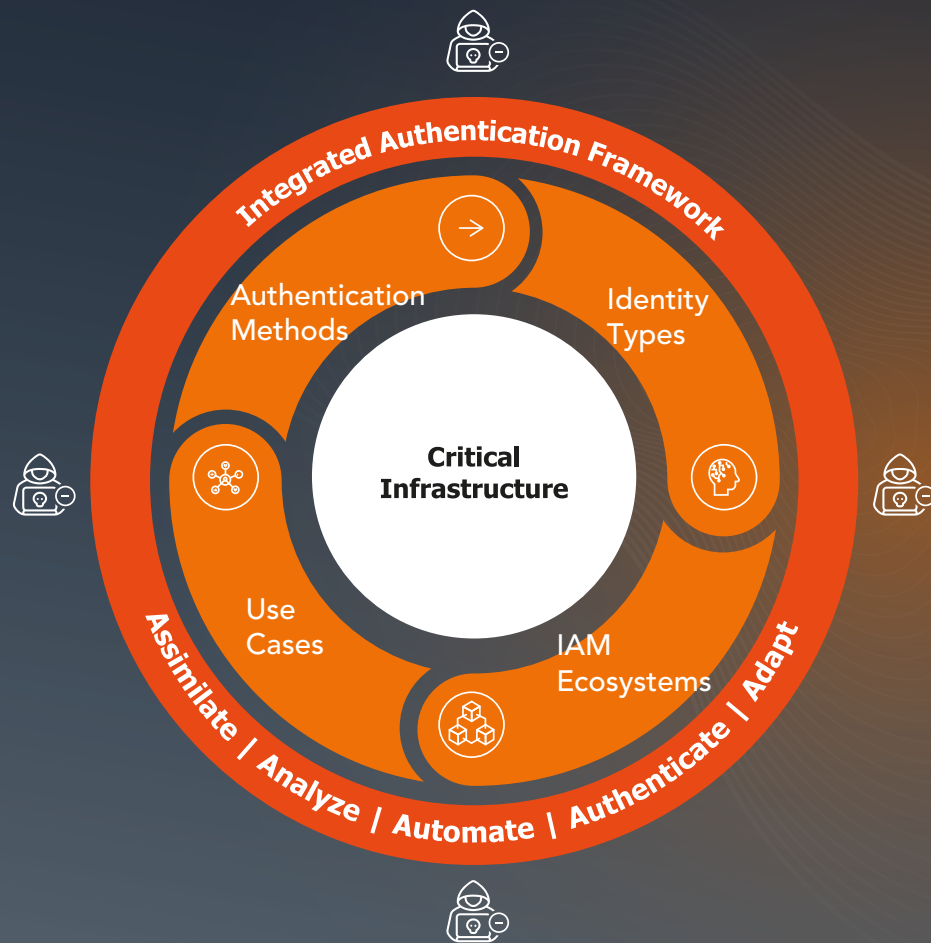 Integrated Authentication Framework
Authentication
Methods
Identity
Types
Critical
Infrastructure
Use
Cases
IAM
Ecosystems
Assimilate | Analyze | Automate | Authenticate | Adapt